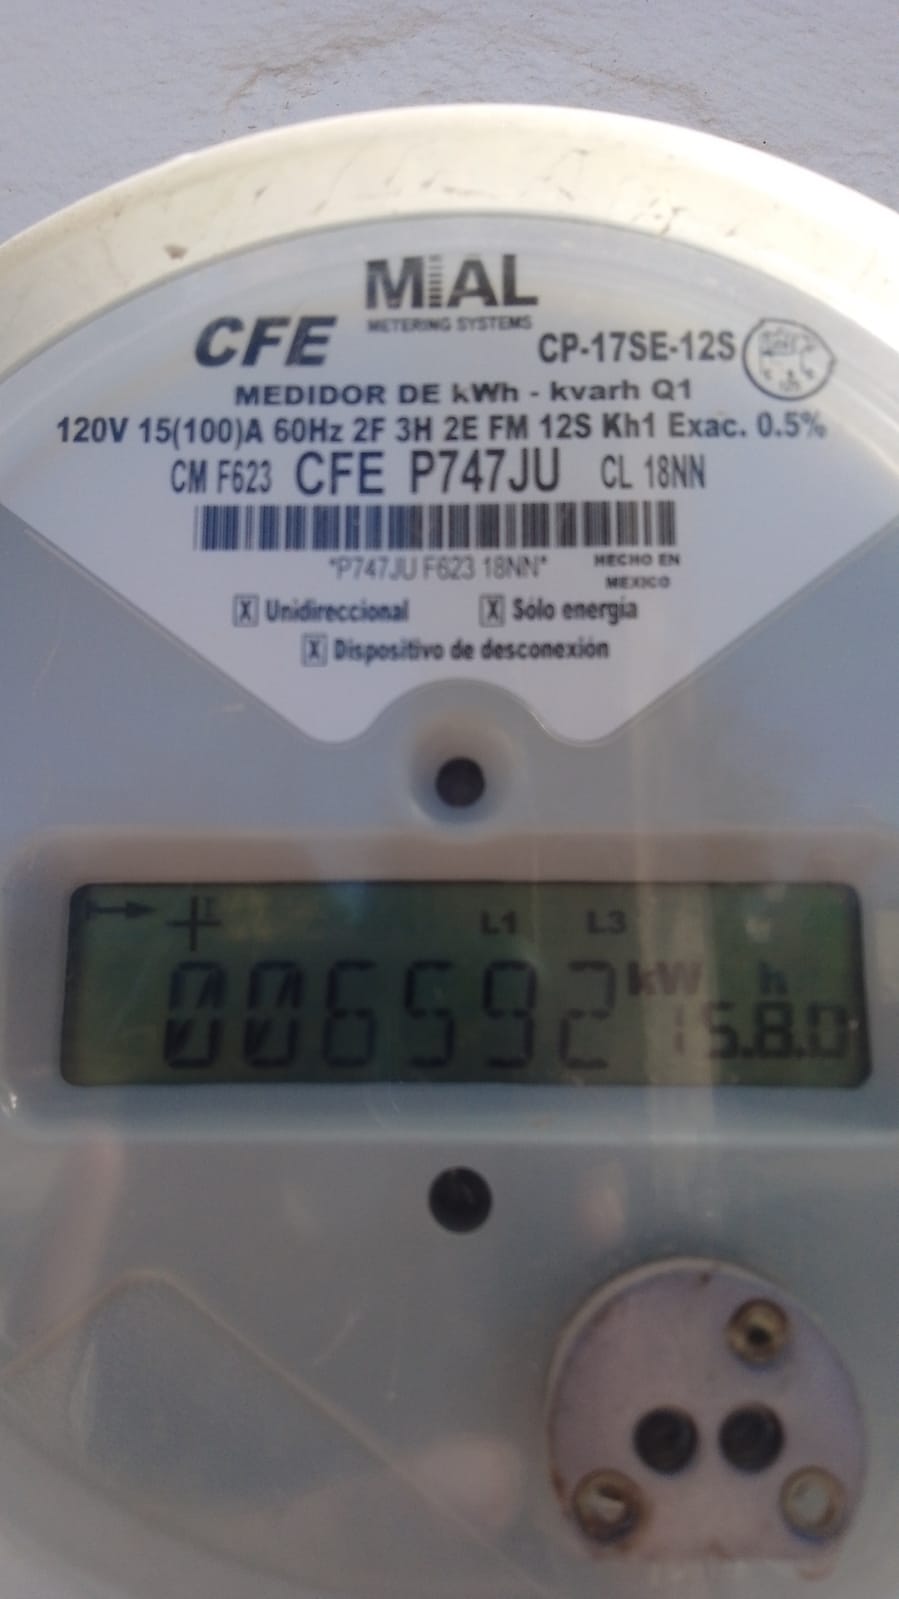 MIAL
METERING SYSTEMS
CFE CP-17SE-12S
MEDIDOR DE kWh - kvarh Q1
120V 15(100)A 60Hz 2F 3H 2E FM 12S Kh1 Exac. 0.5%
CM F623 CFE P747JU CL 18NN
*P747JU F623 18NN* HECHO EN MEXICO
X Unidireccional X Sólo energía
X Dispositivo de desconexión
L1 L3
006592 kW h
15.8.0